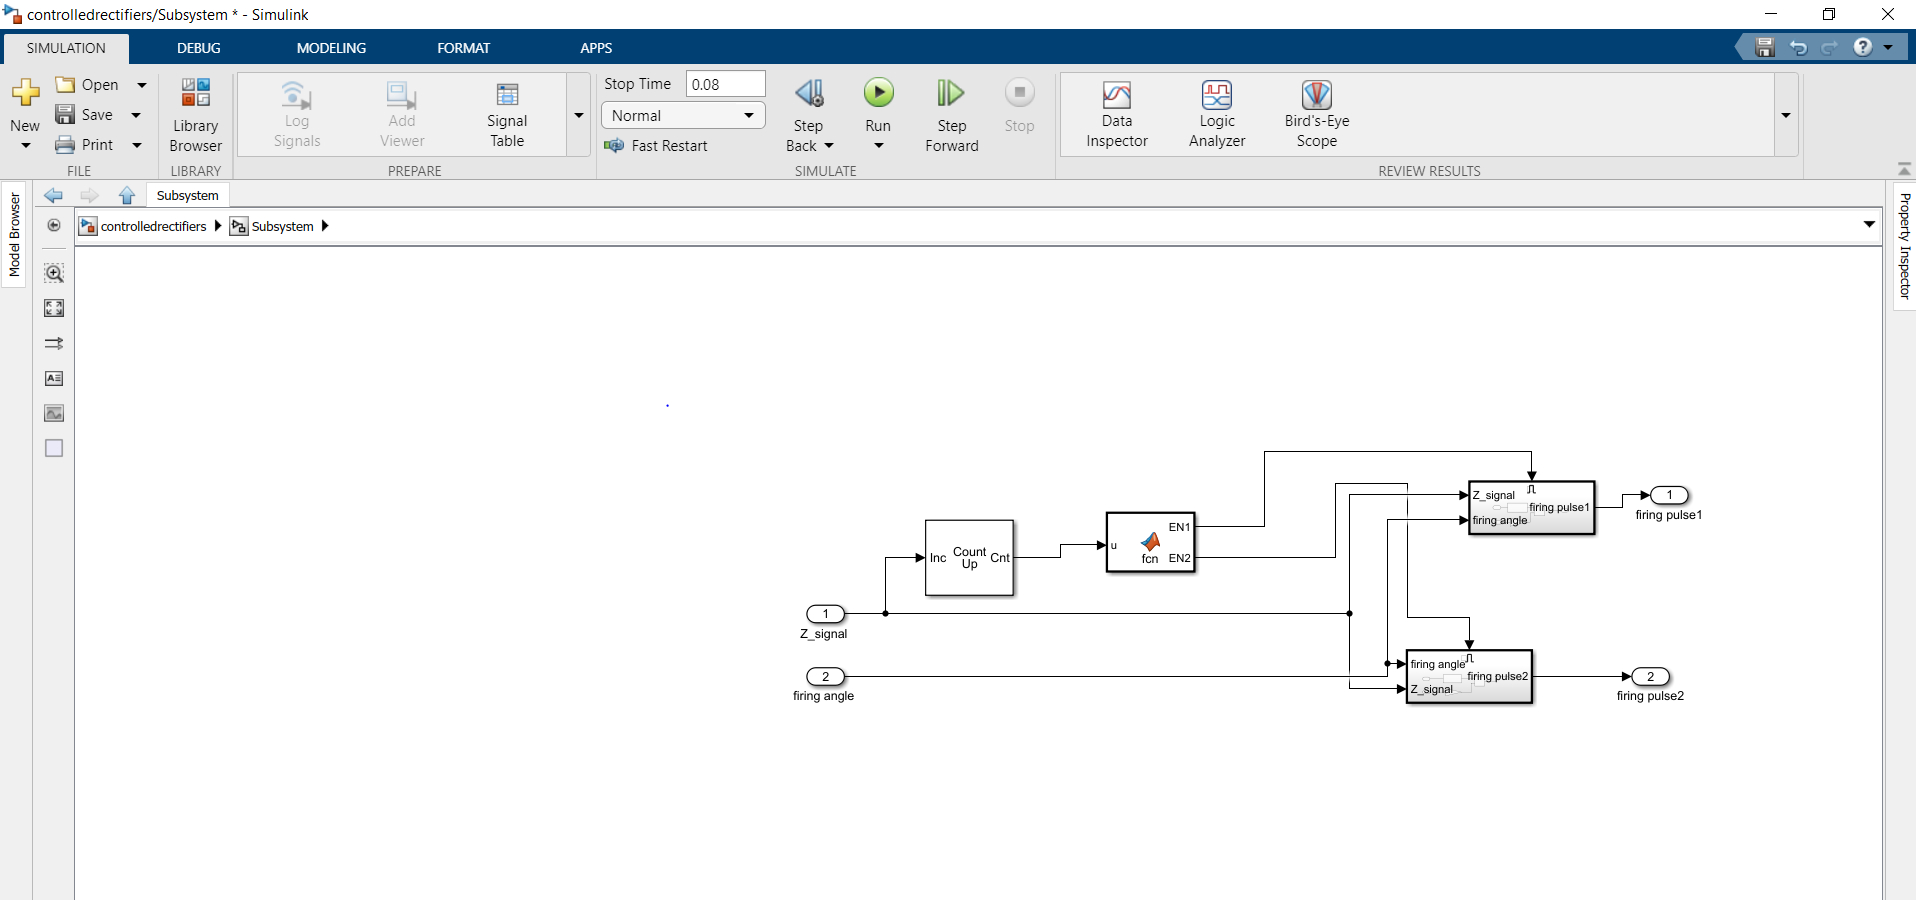 controlledrectifiers/Subsystem * - Simulink
SIMULATION
DEBUG
MODELING
FORMAT
APPS
New
Open
Save
Print
FILE
Library
Browser
LIBRARY
Log
Signals
Add
Viewer
Signal
Table
PREPARE
Stop Time 0.08
Normal
Fast Restart
Step
Back
Run
Step
Forward
Stop
SIMULATE
Data
Inspector
Logic
Analyzer
Bird's-Eye
Scope
REVIEW RESULTS
Model Browser
Property Inspector
Subsystem
controlledrectifiers
Subsystem
Inc
Count
Up
Cnt
u
fcn
EN1
EN2
Z_signal
firing angle
firing pulse1
1
firing pulse1
1
Z_signal
2
firing angle
firing angle
Z_signal
firing pulse2
2
firing pulse2